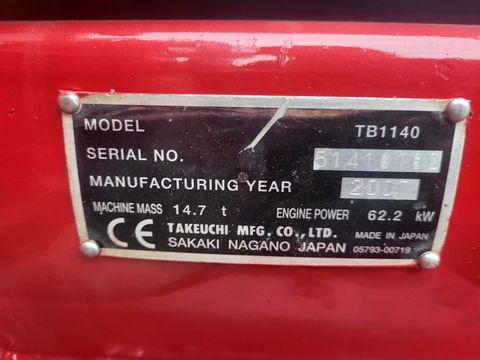 MODEL TB1140
SERIAL NO.
MANUFACTURING YEAR 2007
MACHINE MASS 14.7 t ENGINE POWER 62.2 kW
CE TAKEUCHI MFG. CO., LTD. MADE IN JAPAN
SAKAKI NAGANO JAPAN 05793-00719